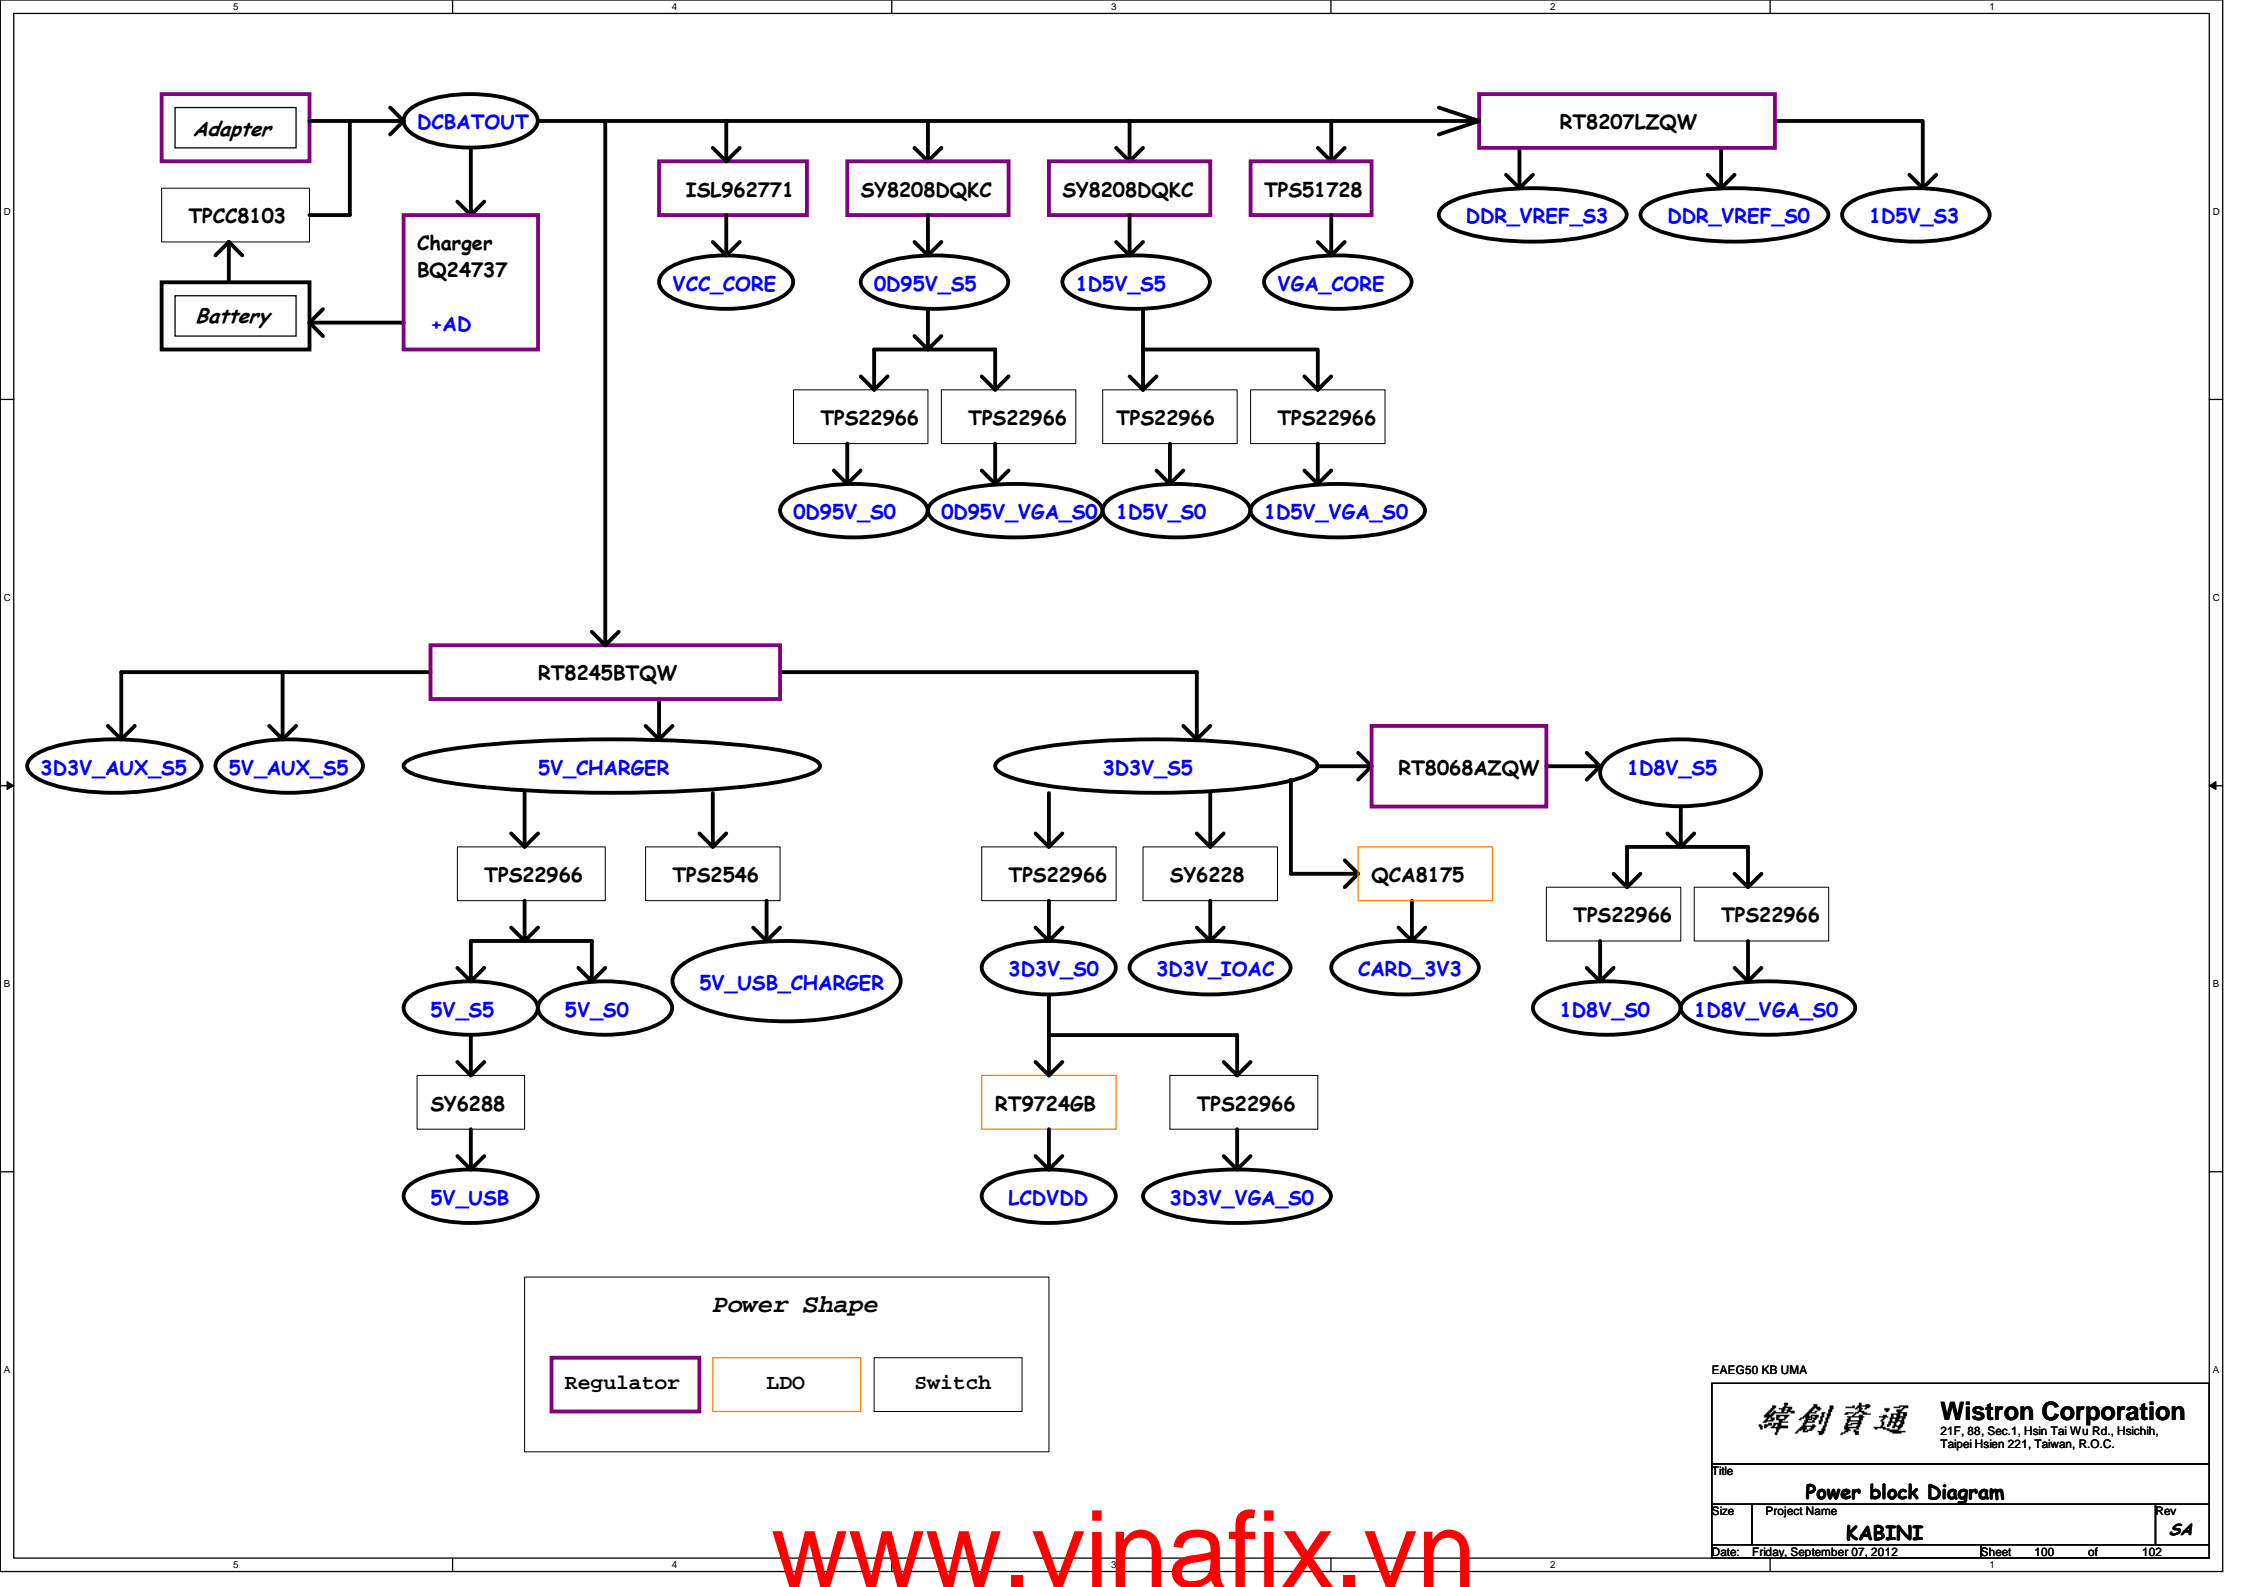 5 4 3 2 1
Adapter
DCBATOUT
RT8207LZQW
TPCC8103
ISL962771
SY8208DQKC
SY8208DQKC
TPS51728
D
D
DDR_VREF_S3
DDR_VREF_S0
1D5V_S3
Charger
BQ24737
+AD
Battery
VCC_CORE
0D95V_S5
1D5V_S5
VGA_CORE
TPS22966
TPS22966
TPS22966
TPS22966
0D95V_S0
0D95V_VGA_S0
1D5V_S0
1D5V_VGA_S0
C
C
RT8245BTQW
3D3V_AUX_S5
5V_AUX_S5
5V_CHARGER
3D3V_S5
RT8068AZQW
1D8V_S5
TPS22966
TPS2546
TPS22966
SY6228
QCA8175
TPS22966
TPS22966
5V_USB_CHARGER
3D3V_S0
3D3V_IOAC
CARD_3V3
B
B
5V_S5
5V_S0
1D8V_S0
1D8V_VGA_S0
SY6288
RT9724GB
TPS22966
5V_USB
LCDVDD
3D3V_VGA_S0
Power Shape
Regulator
LDO
Switch
A
A
EAEG50 KB UMA
緯創資通
Wistron Corporation
21F, 88, Sec.1, Hsin Tai Wu Rd., Hsichih,
Taipei Hsien 221, Taiwan, R.O.C.
Title
Power block Diagram
Size
Project Name
Rev
KABINI
SA
Date: Friday, September 07, 2012
Sheet 100 of 102
5 4 3 2 1
www.vinafix.vn